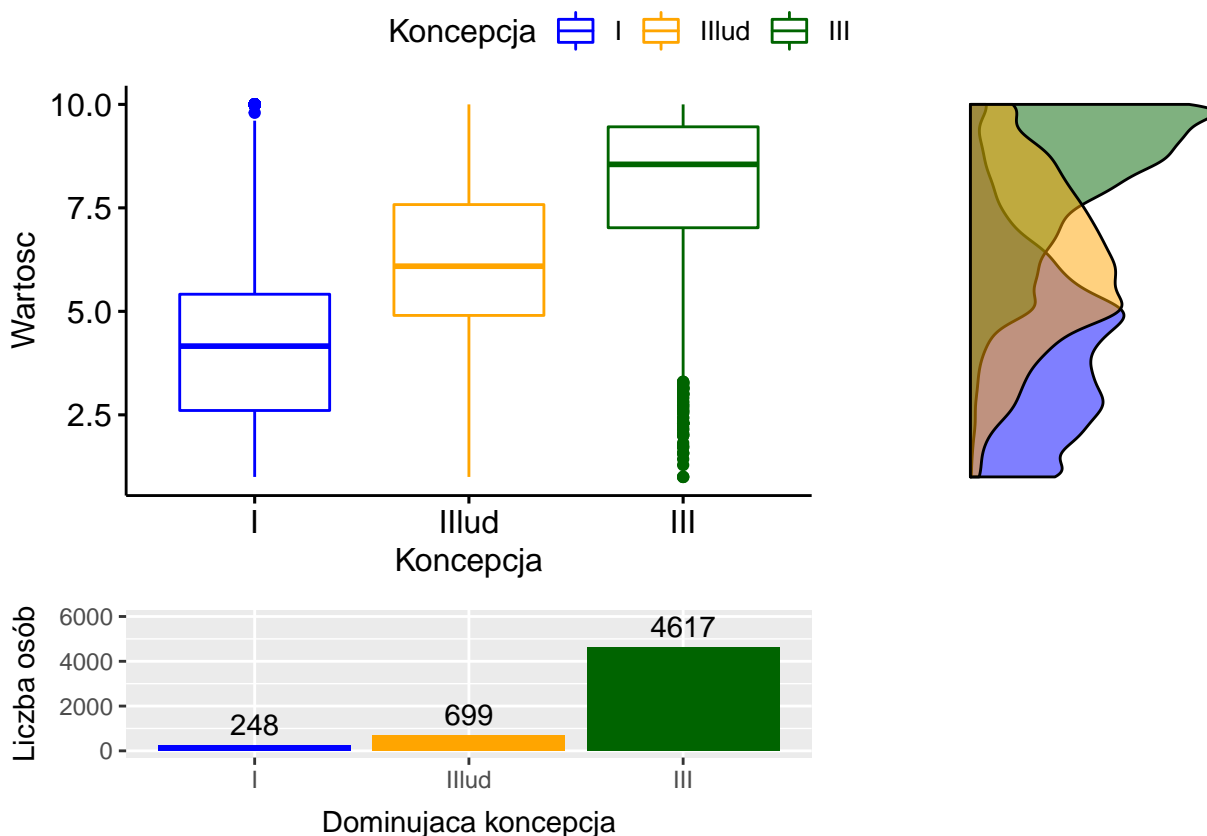 Koncepcja I IIIud III
Wartosc
10.0
7.5
5.0
2.5
I IIIud III
Koncepcja
Liczba osób
6000
4000
2000
0
248 699 4617
I IIIud III
Dominujaca koncepcja